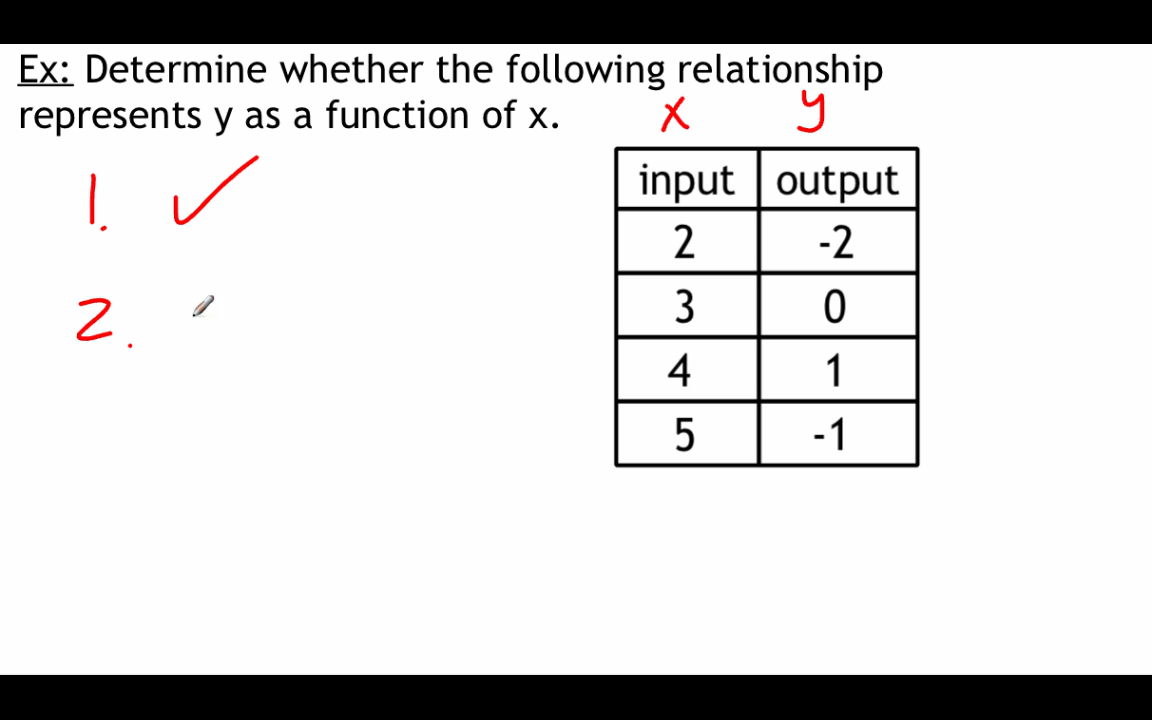 Ex: Determine whether the following relationship
represents y as a function of x.
x y
1. ✓
2.
input output
2 -2
3 0
4 1
5 -1